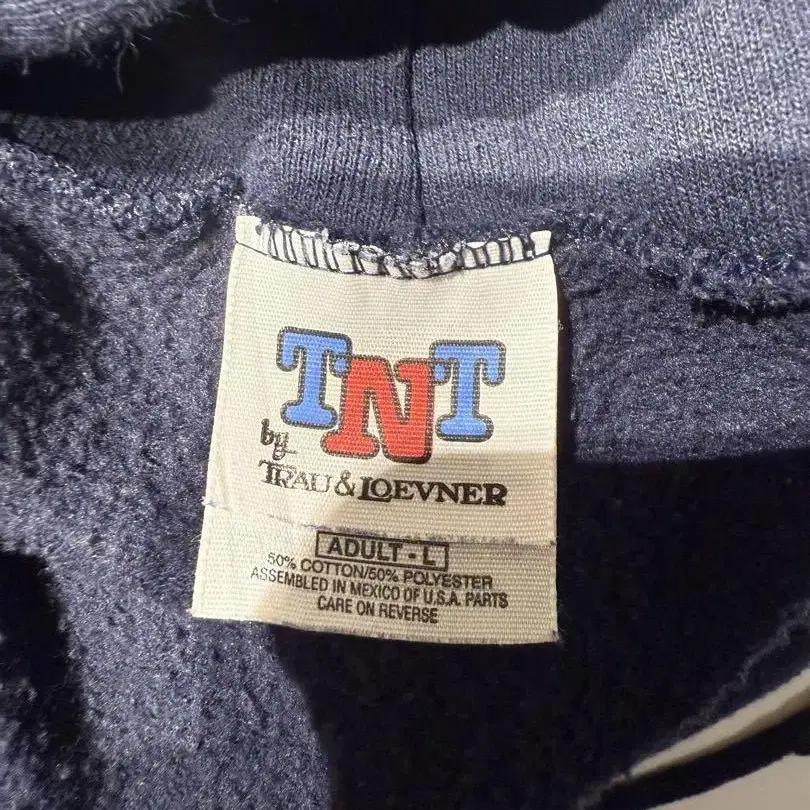 TNT
by
TRAU & LOEVNER
ADULT - L
50% COTTON/50% POLYESTER
ASSEMBLED IN MEXICO OF U.S.A. PARTS
CARE ON REVERSE